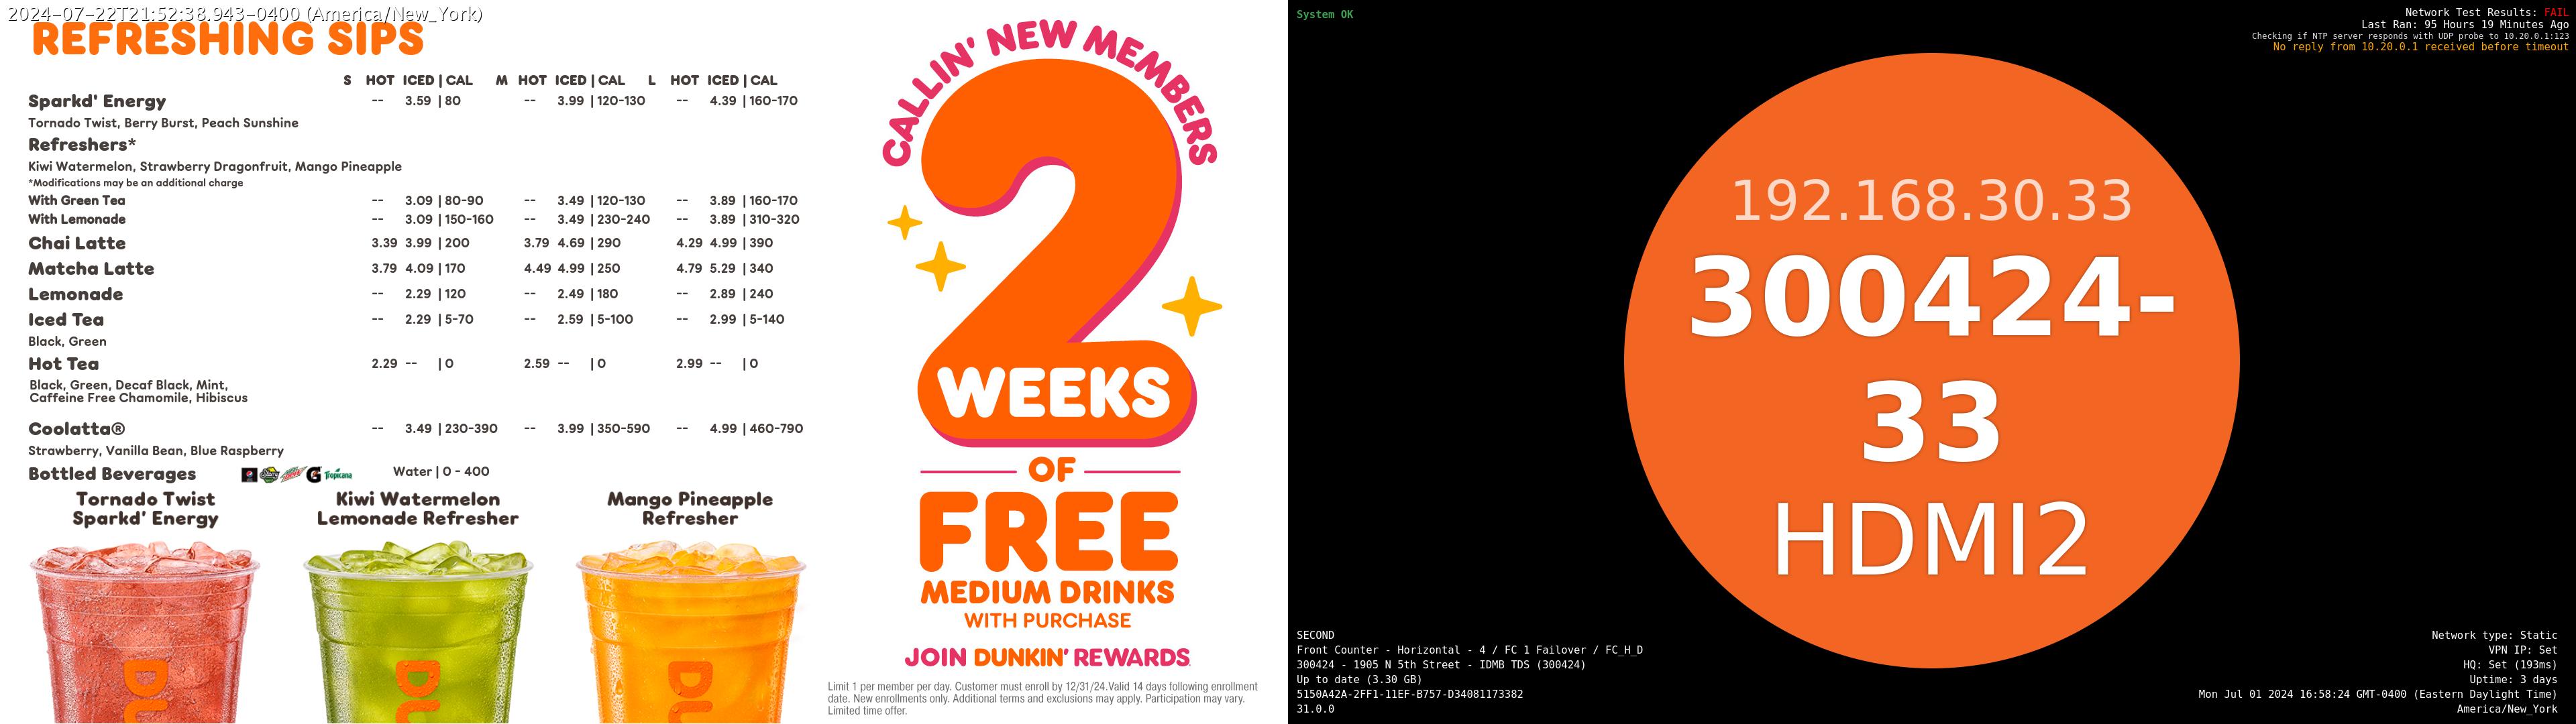 2024-07-22T21:52:38.943-0400 (America/New_York)
REFRESHING SIPS
S HOT ICED | CAL M HOT ICED | CAL L HOT ICED | CAL
Sparkd' Energy -- 3.59 | 80 -- 3.99 | 120-130 -- 4.39 | 160-170
Tornado Twist, Berry Burst, Peach Sunshine
Refreshers*
Kiwi Watermelon, Strawberry Dragonfruit, Mango Pineapple
*Modifications may be an additional charge
With Green Tea -- 3.09 | 80-90 -- 3.49 | 120-130 -- 3.89 | 160-170
With Lemonade -- 3.09 | 150-160 -- 3.49 | 230-240 -- 3.89 | 310-320
Chai Latte 3.39 3.99 | 200 3.79 4.69 | 290 4.29 4.99 | 390
Matcha Latte 3.79 4.09 | 170 4.49 4.99 | 250 4.79 5.29 | 340
Lemonade -- 2.29 | 120 -- 2.49 | 180 -- 2.89 | 240
Iced Tea -- 2.29 | 5-70 -- 2.59 | 5-100 -- 2.99 | 5-140
Black, Green
Hot Tea 2.29 -- | 0 2.59 -- | 0 2.99 -- | 0
Black, Green, Decaf Black, Mint,
Caffeine Free Chamomile, Hibiscus
Coolatta® -- 3.49 | 230-390 -- 3.99 | 350-590 -- 4.99 | 460-790
Strawberry, Vanilla Bean, Blue Raspberry
Bottled Beverages G Tropicana Water | 0 - 400
Tornado Twist
Sparkd' Energy
Kiwi Watermelon
Lemonade Refresher
Mango Pineapple
Refresher
DU
DU
DU
CALLIN' NEW MEMBERS
2
WEEKS
OF
FREE
MEDIUM DRINKS
WITH PURCHASE
JOIN DUNKIN' REWARDS
Limit 1 per member per day. Customer must enroll by 12/31/24.Valid 14 days following enrollment
date. New enrollments only. Additional terms and exclusions may apply. Participation may vary.
Limited time offer.
System OK
Network Test Results: FAIL
Last Ran: 95 Hours 19 Minutes Ago
Checking if NTP server responds with UDP probe to 10.20.0.1:123
No reply from 10.20.0.1 received before timeout
192.168.30.33
300424-
33
HDMI2
SECOND
Front Counter - Horizontal - 4 / FC 1 Failover / FC_H_D
300424 - 1905 N 5th Street - IDMB TDS (300424)
Up to date (3.30 GB)
5150A42A-2FF1-11EF-B757-D34081173382
31.0.0
Network type: Static
VPN IP: Set
HQ: Set (193ms)
Uptime: 3 days
Mon Jul 01 2024 16:58:24 GMT-0400 (Eastern Daylight Time)
America/New_York